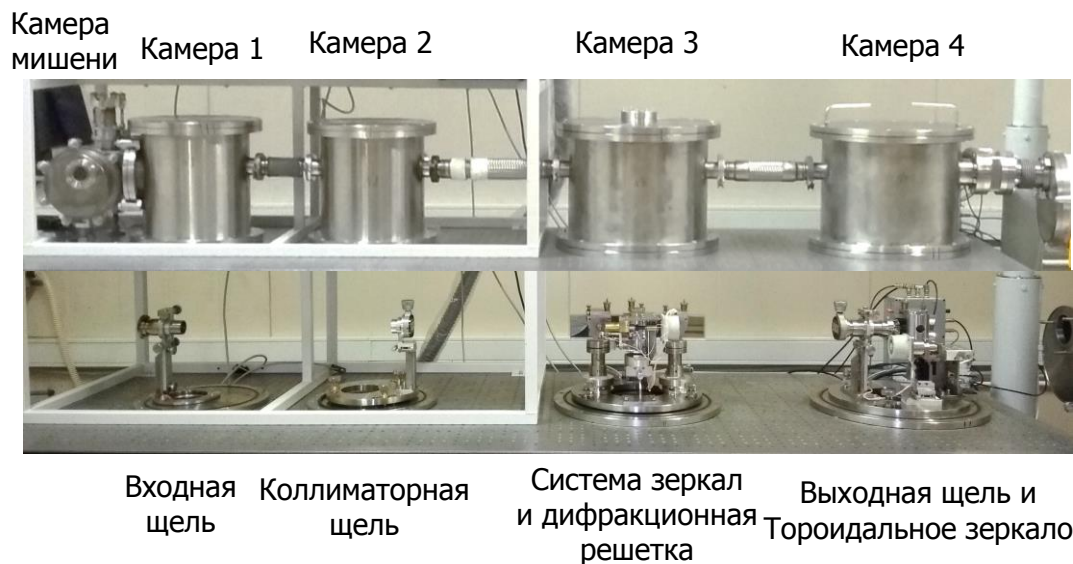 Камера
мишени
Камера 1
Камера 2
Камера 3
Камера 4
Входная
щель
Коллиматорная
щель
Система зеркал
и дифракционная
решетка
Выходная щель и
Тороидальное зеркало